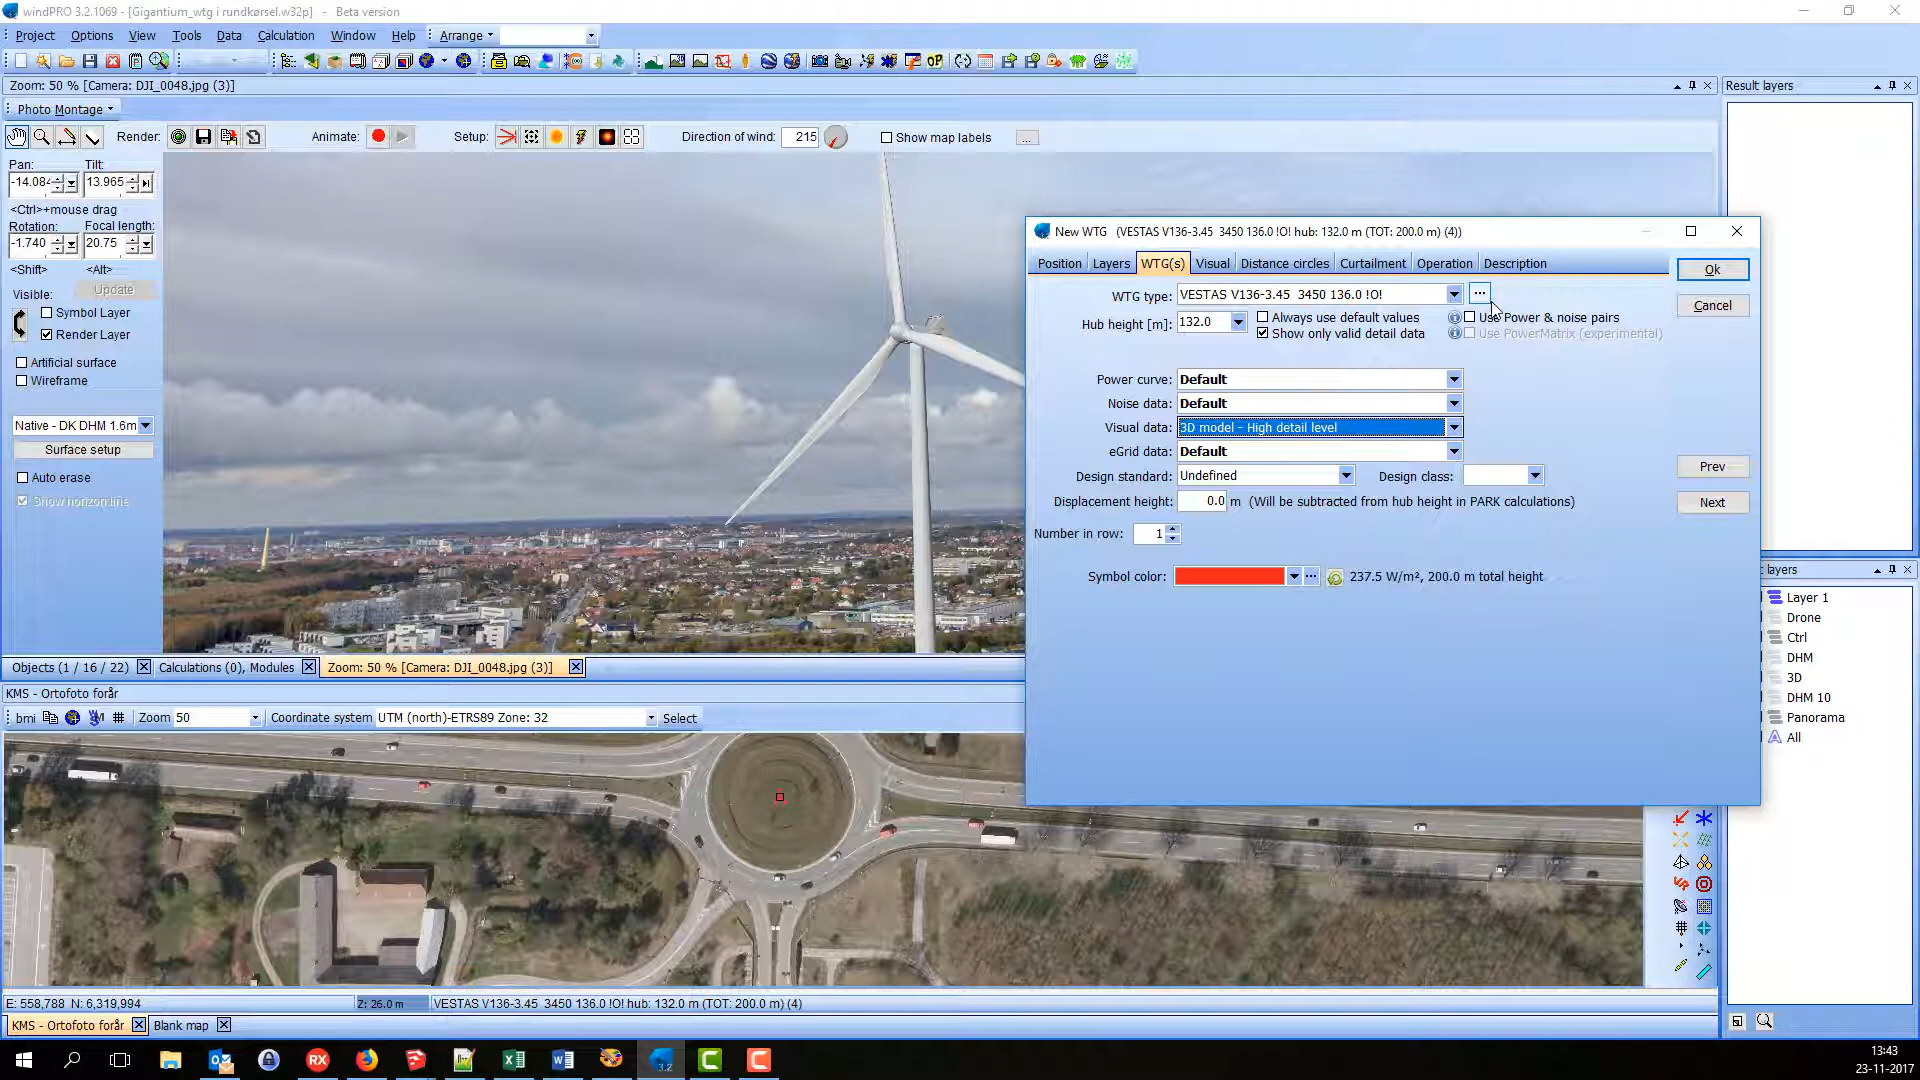 windPRO 3.2.1069 - [Gigantium_wtg i rundkørsel.w32p] - Beta version
Project Options View Tools Data Calculation Window Help Arrange
Zoom: 50 % [Camera: DJI_0048.jpg (3)]
Result layers
Photo Montage
Render: Animate: Setup: Direction of wind: 215 Show map labels ...
Pan: Tilt:
-14.084 13.965
<Ctrl>+mouse drag
Rotation: Focal length:
-1.740 20.75
<Shift> <Alt>
Visible: Update
Symbol Layer
Render Layer
Artificial surface
Wireframe
Native - DK DHM 1.6m
Surface setup
Auto erase
Show horizon line
New WTG (VESTAS V136-3.45 3450 136.0 !O! hub: 132.0 m (TOT: 200.0 m) (4))
Position Layers WTG(s) Visual Distance circles Curtailment Operation Description
Ok
Cancel
Prev
Next
WTG type: VESTAS V136-3.45 3450 136.0 !O! ...
Hub height [m]: 132.0 Always use default values Use Power & noise pairs
Show only valid detail data Use PowerMatrix (experimental)
Power curve: Default
Noise data: Default
Visual data: 3D model - High detail level
eGrid data: Default
Design standard: Undefined Design class:
Displacement height: 0.0 m (Will be subtracted from hub height in PARK calculations)
Number in row: 1
Symbol color: ... 237.5 W/m², 200.0 m total height
Objects (1 / 16 / 22) Calculations (0), Modules Zoom: 50 % [Camera: DJI_0048.jpg (3)]
KMS - Ortofoto forår
bmi Zoom 50 Coordinate system UTM (north)-ETRS89 Zone: 32 Select
layers
Layer 1
Drone
Ctrl
DHM
3D
DHM 10
Panorama
All
E: 558,788 N: 6,319,994 Z: 26.0 m VESTAS V136-3.45 3450 136.0 !O! hub: 132.0 m (TOT: 200.0 m) (4)
KMS - Ortofoto forår Blank map
RX 3.2
13:43
23-11-2017